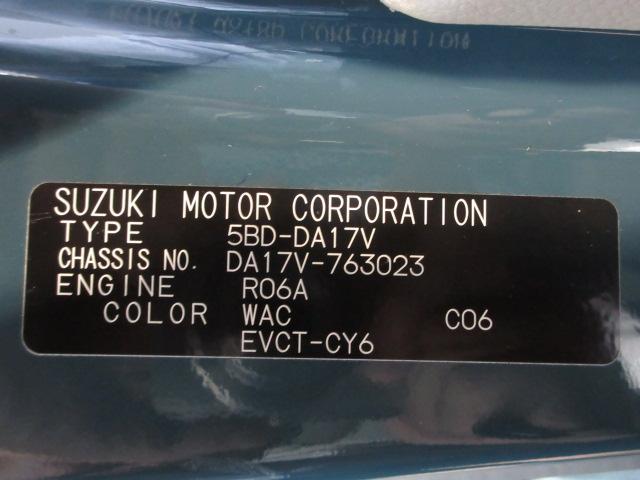 SUZUKI MOTOR CORPORATION
TYPE 5BD-DA17V
CHASSIS NO. DA17V-763023
ENGINE R06A
COLOR WAC C06
EVCT-CY6